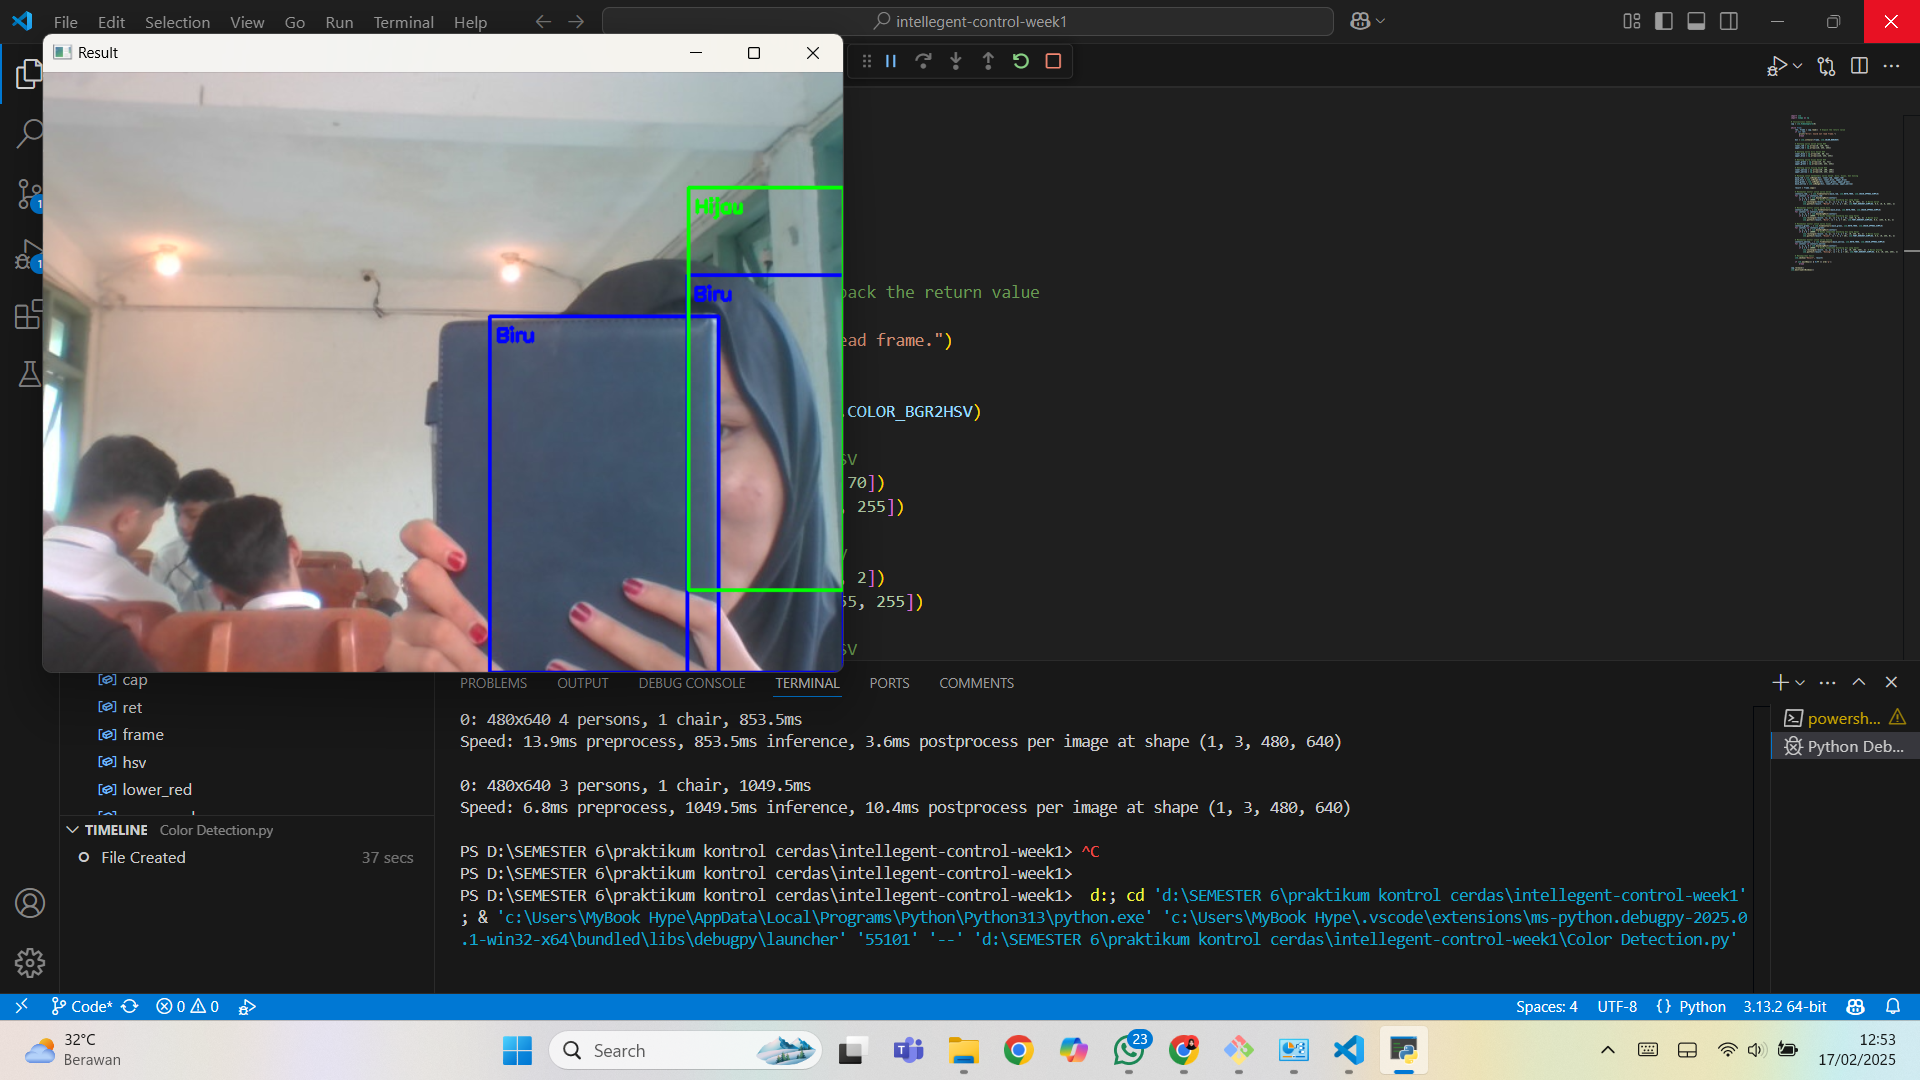 File Edit Selection View Go Run Terminal Help
intellegent-control-week1
Result
Hijau
Biru
Biru
1
1
back the return value
ead frame.")
.COLOR_BGR2HSV)
SV
70])
, 255])
, 2])
55, 255])
SV
cap
ret
frame
hsv
lower_red
TIMELINE Color Detection.py
File Created 37 secs
PROBLEMS OUTPUT DEBUG CONSOLE TERMINAL PORTS COMMENTS
0: 480x640 4 persons, 1 chair, 853.5ms
Speed: 13.9ms preprocess, 853.5ms inference, 3.6ms postprocess per image at shape (1, 3, 480, 640)
0: 480x640 3 persons, 1 chair, 1049.5ms
Speed: 6.8ms preprocess, 1049.5ms inference, 10.4ms postprocess per image at shape (1, 3, 480, 640)
PS D:\SEMESTER 6\praktikum kontrol cerdas\intellegent-control-week1> ^C
PS D:\SEMESTER 6\praktikum kontrol cerdas\intellegent-control-week1>
PS D:\SEMESTER 6\praktikum kontrol cerdas\intellegent-control-week1>  d:; cd 'd:\SEMESTER 6\praktikum kontrol cerdas\intellegent-control-week1'
; & 'c:\Users\MyBook Hype\AppData\Local\Programs\Python\Python313\python.exe' 'c:\Users\MyBook Hype\.vscode\extensions\ms-python.debugpy-2025.0
.1-win32-x64\bundled\libs\debugpy\launcher' '55101' '--' 'd:\SEMESTER 6\praktikum kontrol cerdas\intellegent-control-week1\Color Detection.py'
powersh...
Python Deb...
Code* 0 0
Spaces: 4 UTF-8 {} Python 3.13.2 64-bit
32°C
Berawan
Search
23
12:53
17/02/2025